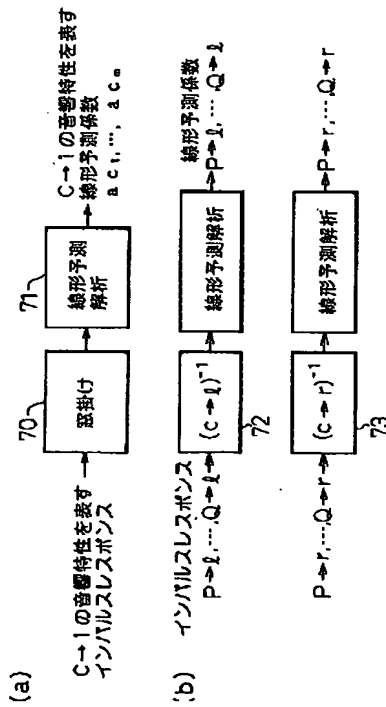 (a)
C→1の音響特性を表す
インパルスレスポンス
70
窓掛け
71
線形予測
解析
C→1の音響特性を表す
線形予測係数
ac₁,…,acₘ
(b)
インパルスレスポンス
P→ℓ,…,Q→ℓ
(c→ℓ)⁻¹
72
線形予測解析
線形予測係数
P→ℓ,…,Q→ℓ
P→r,…,Q→r
(c→r)⁻¹
73
線形予測解析
P→r,…,Q→r